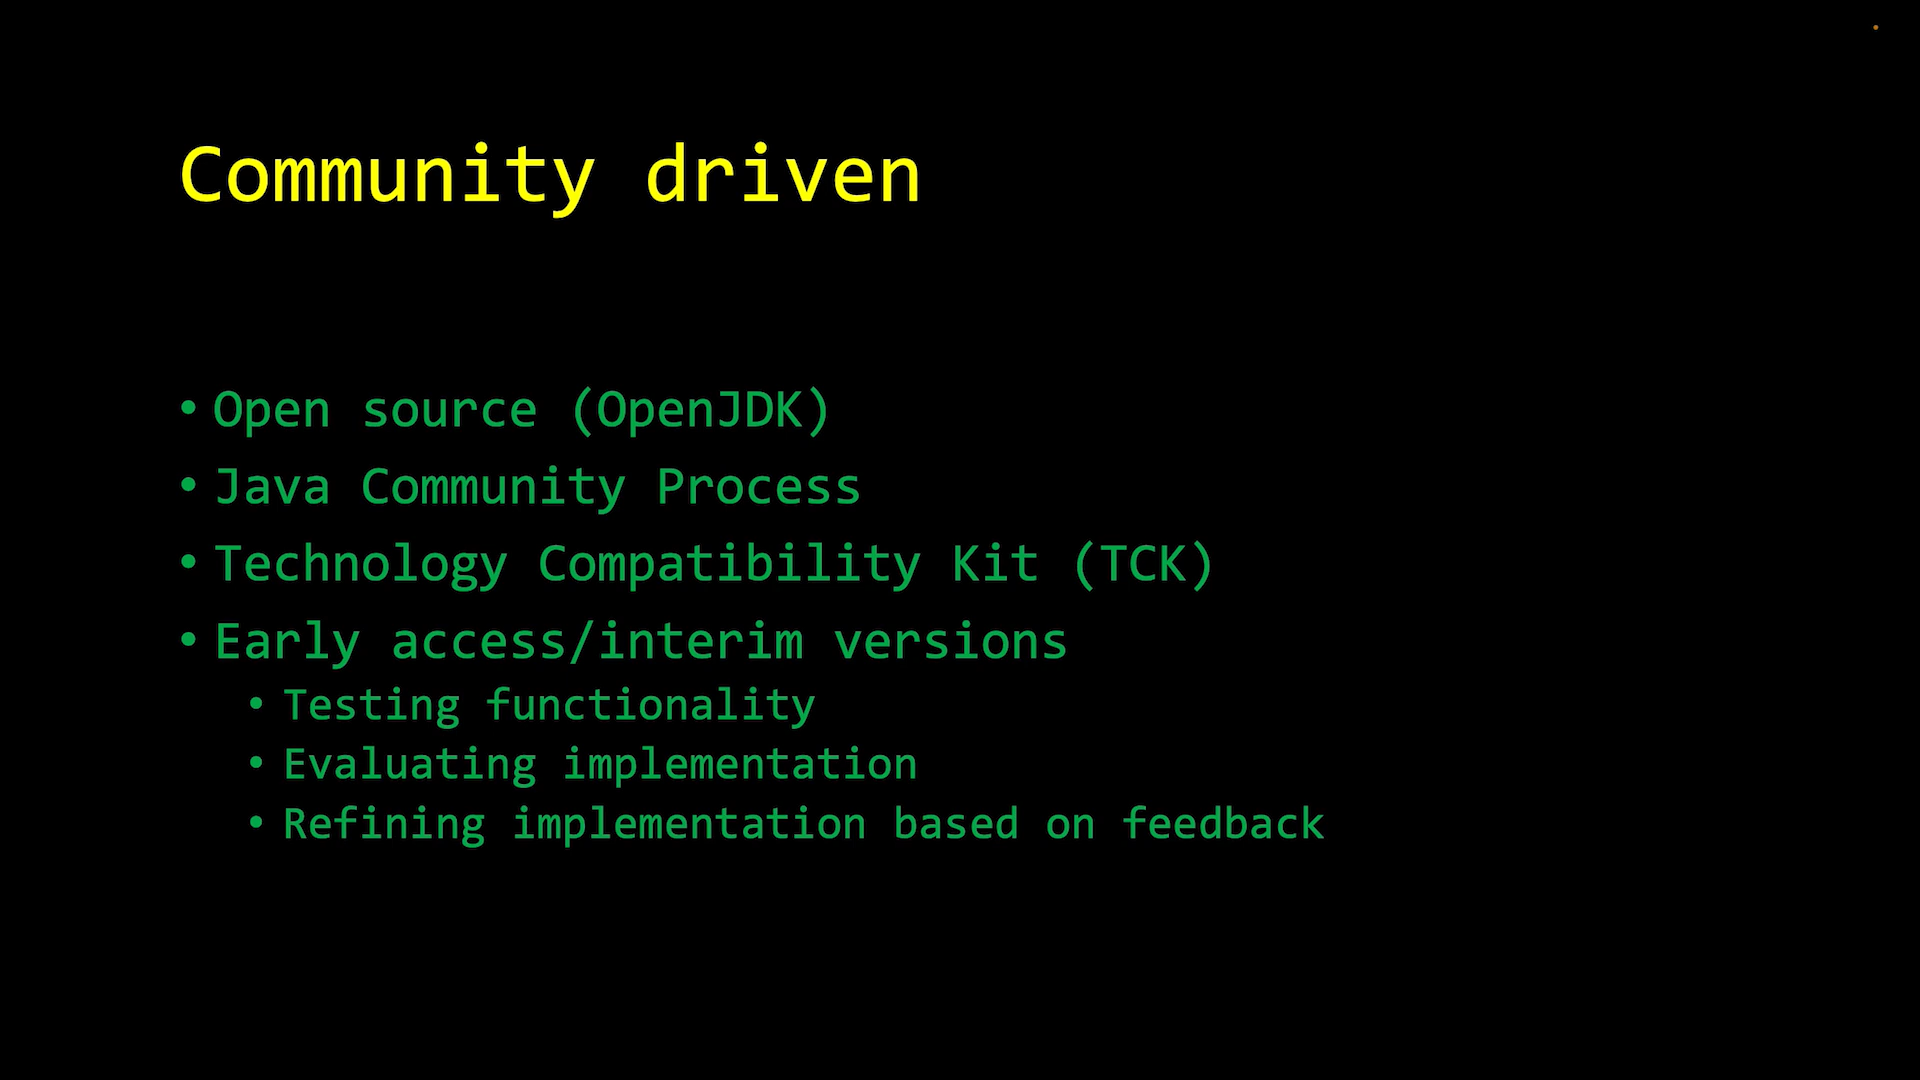 Community driven
• Open source (OpenJDK)
• Java Community Process
• Technology Compatibility Kit (TCK)
• Early access/interim versions
• Testing functionality
• Evaluating implementation
• Refining implementation based on feedback